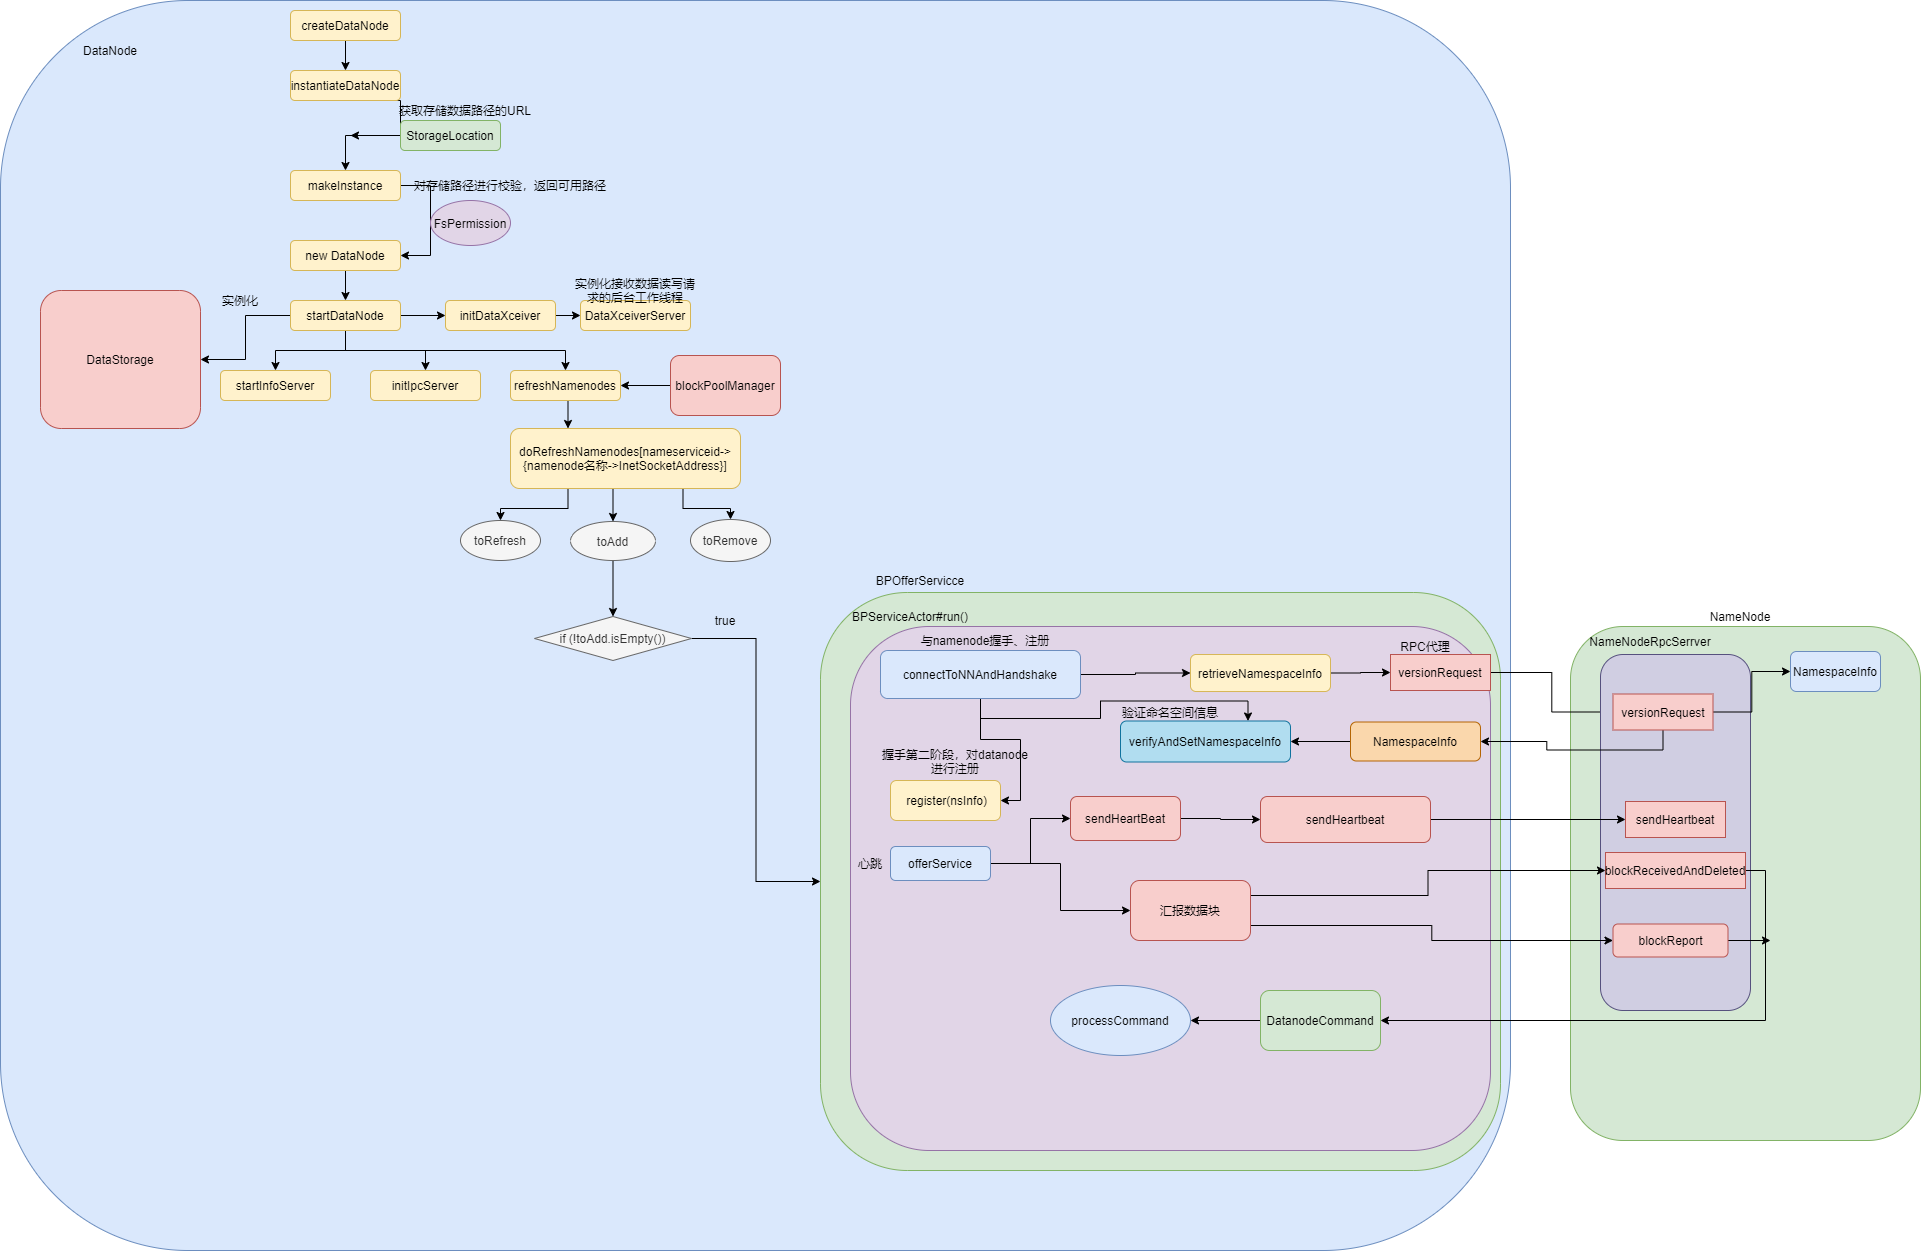 DataNode
createDataNode
instantiateDataNode
获取存储数据路径的URL
StorageLocation
makeInstance
对存储路径进行校验，返回可用路径
FsPermission
new DataNode
实例化
startDataNode
initDataXceiver
实例化接收数据读写请
求的后台工作线程
DataXceiverServer
DataStorage
startInfoServer
initIpcServer
refreshNamenodes
blockPoolManager
doRefreshNamenodes[nameserviceid->
{namenode名称->InetSocketAddress}]
toRefresh
toAdd
toRemove
if (!toAdd.isEmpty())
true
BPOfferServicce
BPServiceActor#run()
与namenode握手、注册
connectToNNAndHandshake
retrieveNamespaceInfo
RPC代理
versionRequest
验证命名空间信息
verifyAndSetNamespaceInfo
NamespaceInfo
握手第二阶段，对datanode
进行注册
register(nsInfo)
sendHeartBeat
sendHeartbeat
心跳
offerService
汇报数据块
processCommand
DatanodeCommand
NameNode
NameNodeRpcSerrver
versionRequest
NamespaceInfo
sendHeartbeat
blockReceivedAndDeleted
blockReport